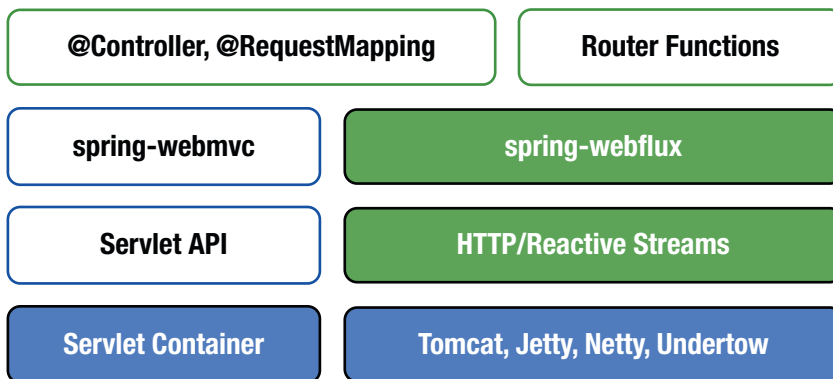 @Controller, @RequestMapping
Router Functions
spring-webmvc
spring-webflux
Servlet API
HTTP/Reactive Streams
Servlet Container
Tomcat, Jetty, Netty, Undertow